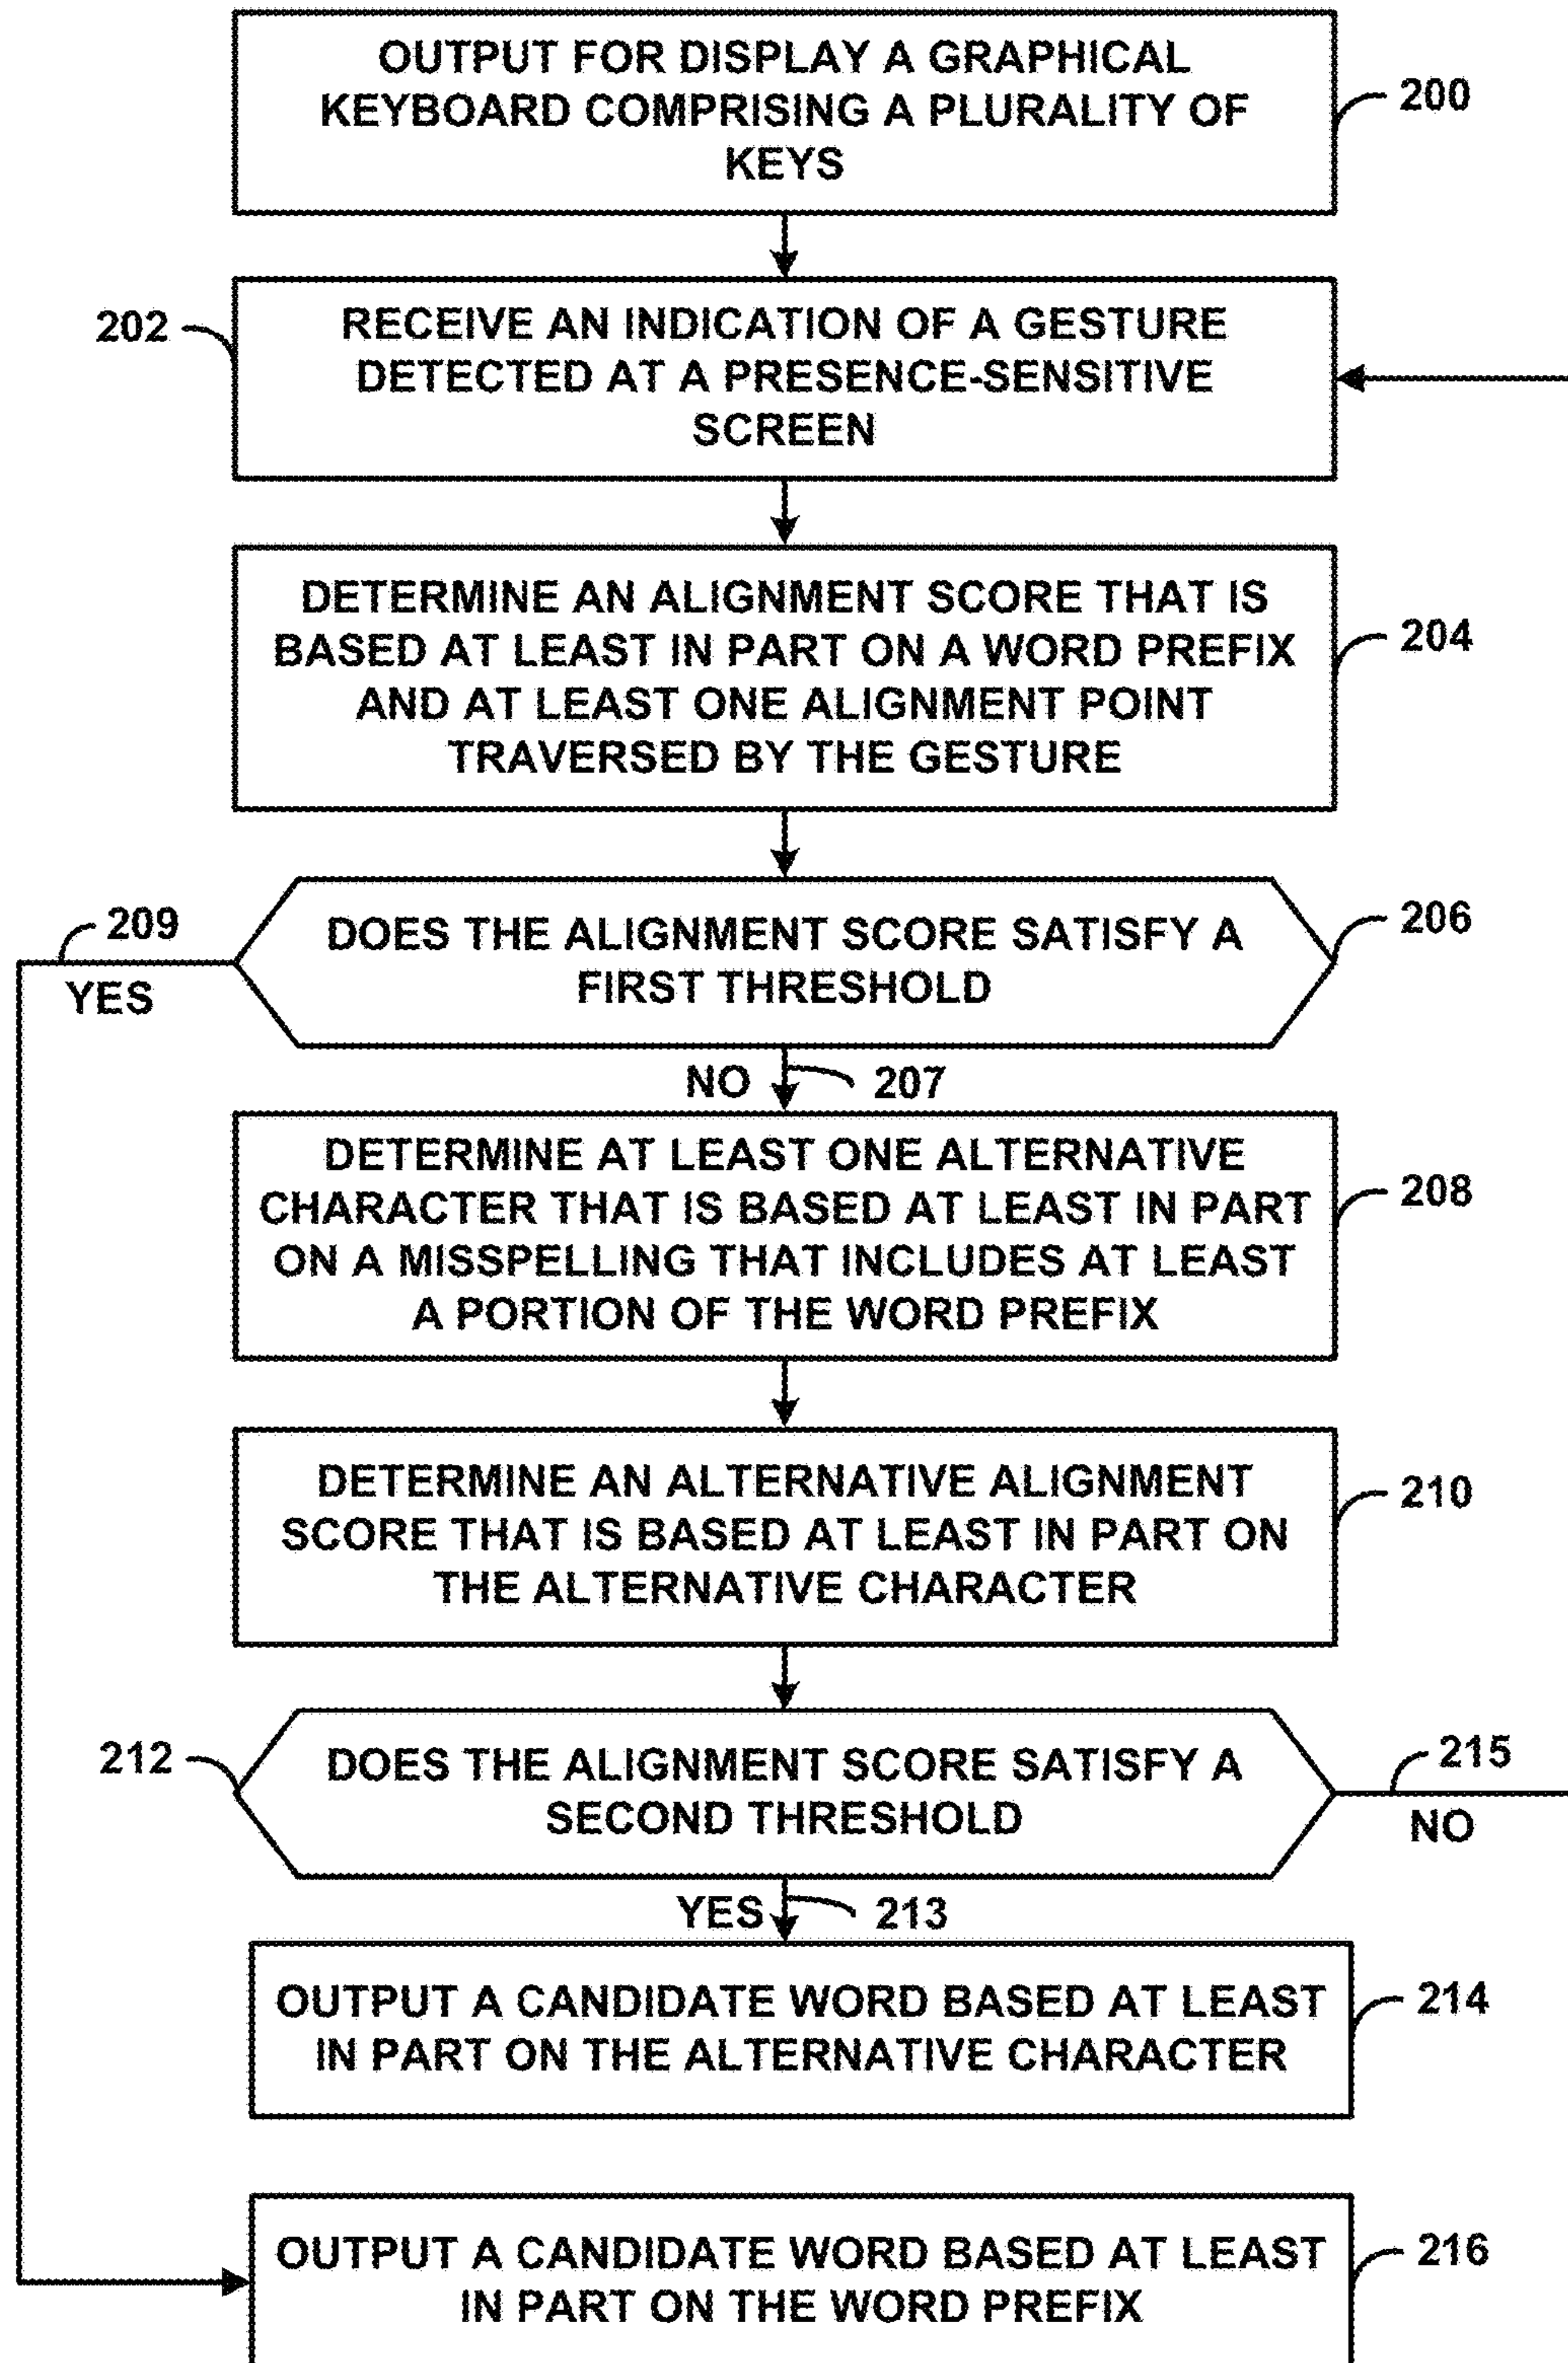 OUTPUT FOR DISPLAY A GRAPHICAL
KEYBOARD COMPRISING A PLURALITY OF
KEYS
200
202
RECEIVE AN INDICATION OF A GESTURE
DETECTED AT A PRESENCE-SENSITIVE
SCREEN
DETERMINE AN ALIGNMENT SCORE THAT IS
BASED AT LEAST IN PART ON A WORD PREFIX
AND AT LEAST ONE ALIGNMENT POINT
TRAVERSED BY THE GESTURE
204
209
YES
DOES THE ALIGNMENT SCORE SATISFY A
FIRST THRESHOLD
206
NO
207
DETERMINE AT LEAST ONE ALTERNATIVE
CHARACTER THAT IS BASED AT LEAST IN PART
ON A MISSPELLING THAT INCLUDES AT LEAST
A PORTION OF THE WORD PREFIX
208
DETERMINE AN ALTERNATIVE ALIGNMENT
SCORE THAT IS BASED AT LEAST IN PART ON
THE ALTERNATIVE CHARACTER
210
212
DOES THE ALIGNMENT SCORE SATISFY A
SECOND THRESHOLD
215
NO
YES
213
OUTPUT A CANDIDATE WORD BASED AT LEAST
IN PART ON THE ALTERNATIVE CHARACTER
214
OUTPUT A CANDIDATE WORD BASED AT LEAST
IN PART ON THE WORD PREFIX
216